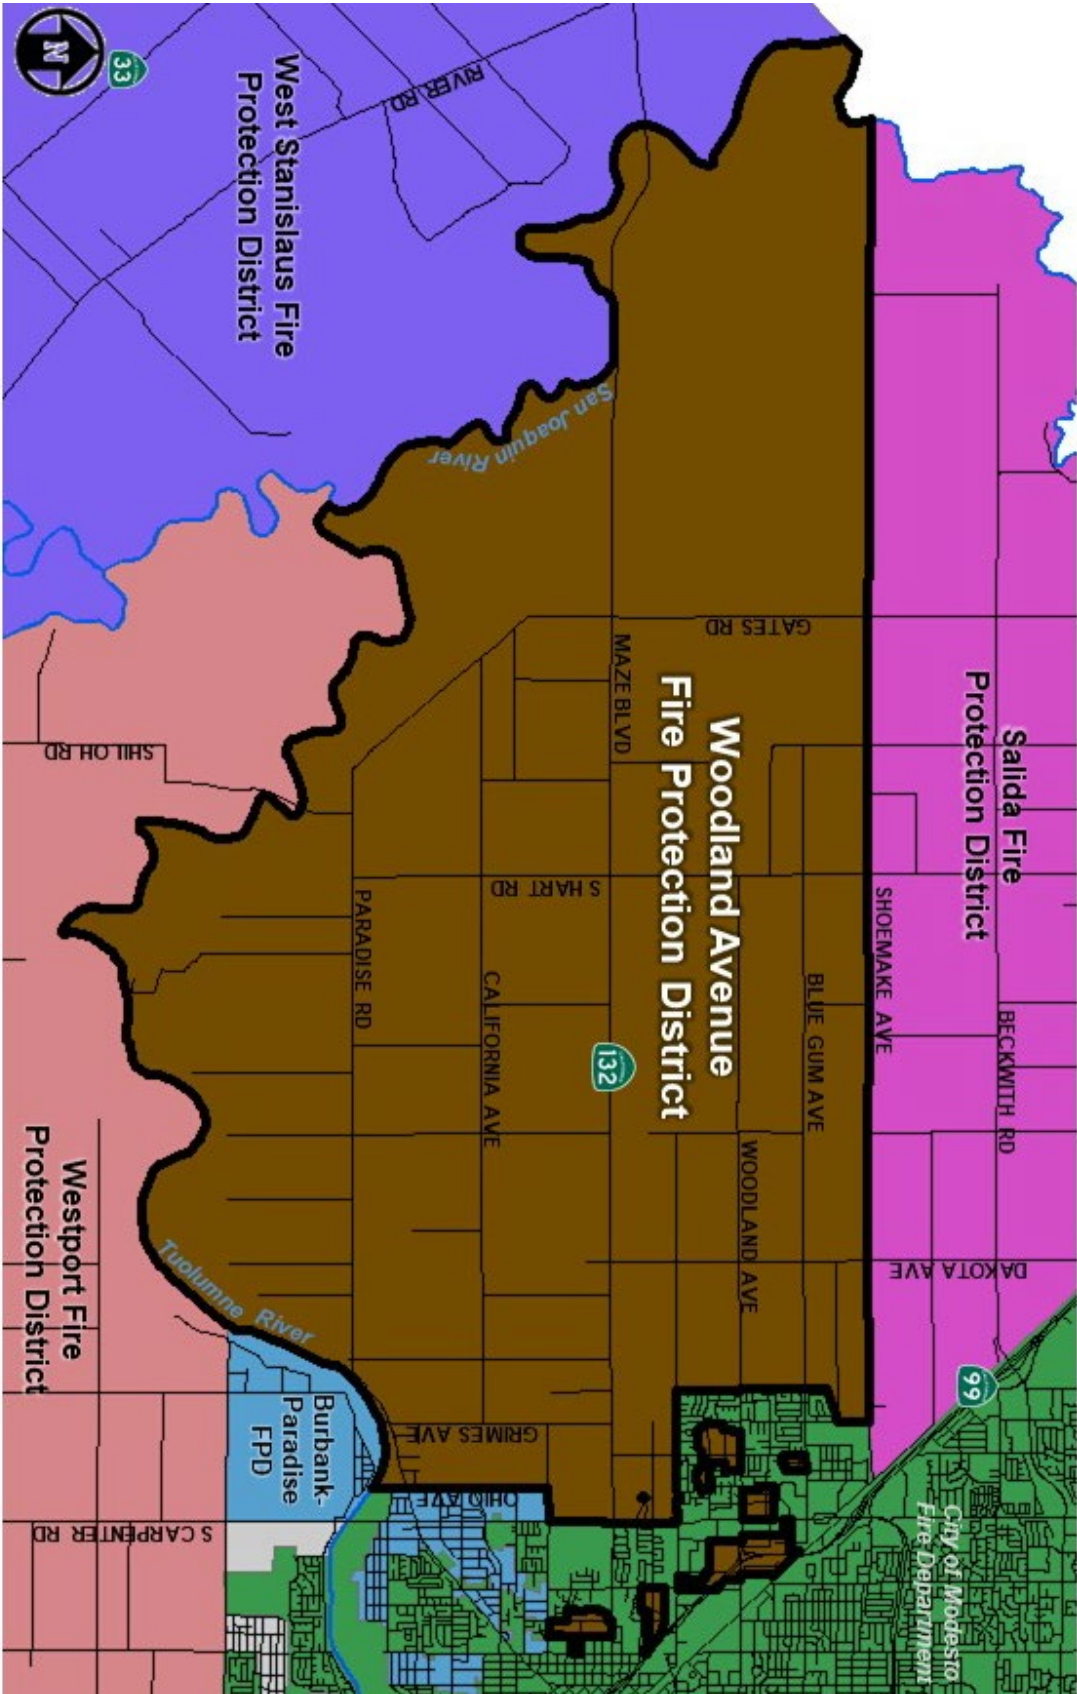 N
33
RIVER RD
West Stanislaus Fire
Protection District
San Joaquin River
GATES RD
MAZE BLVD
Woodland Avenue
Fire Protection District
Salida Fire
Protection District
SHILOH RD
S HART RD
PARADISE RD
CALIFORNIA AVE
132
BLUE GUM AVE
SHOEMAKE AVE
BECKWITH RD
WOODLAND AVE
DAKOTA AVE
99
Westport Fire
Protection District
Tuolumne River
Burbank-
Paradise
FPD
GRIMES AVE
OHIO AVE
S CARPENTER RD
City of Modesto
Fire Department